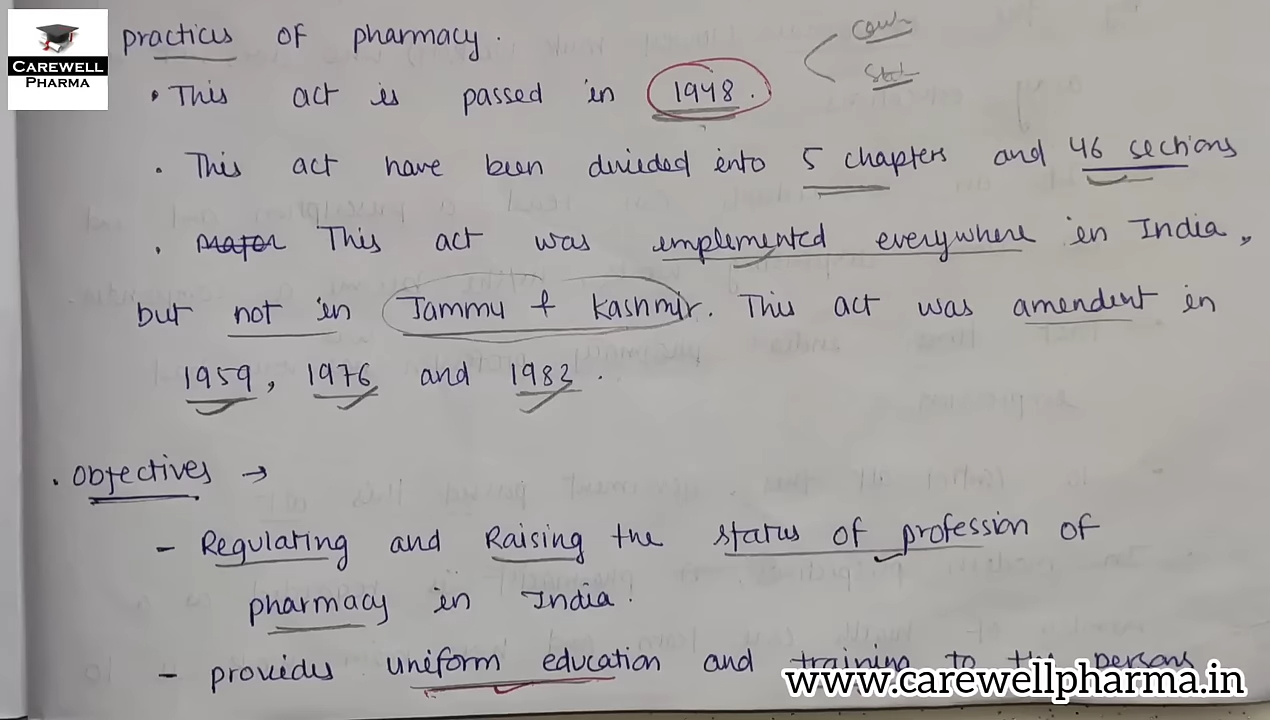 CAREWELL
PHARMA
practices of pharmacy.
• This act is passed in 1948.
• This act have been divided into 5 chapters and 46 sections
• This act was implemented everywhere in India,
but not in Jammu & Kashmir. This act was amendent in
1959, 1976 and 1983.
• Objectives →
- Regulating and Raising the status of profession of
pharmacy in India.
- provides uniform education and training to the persons
www.carewellpharma.in